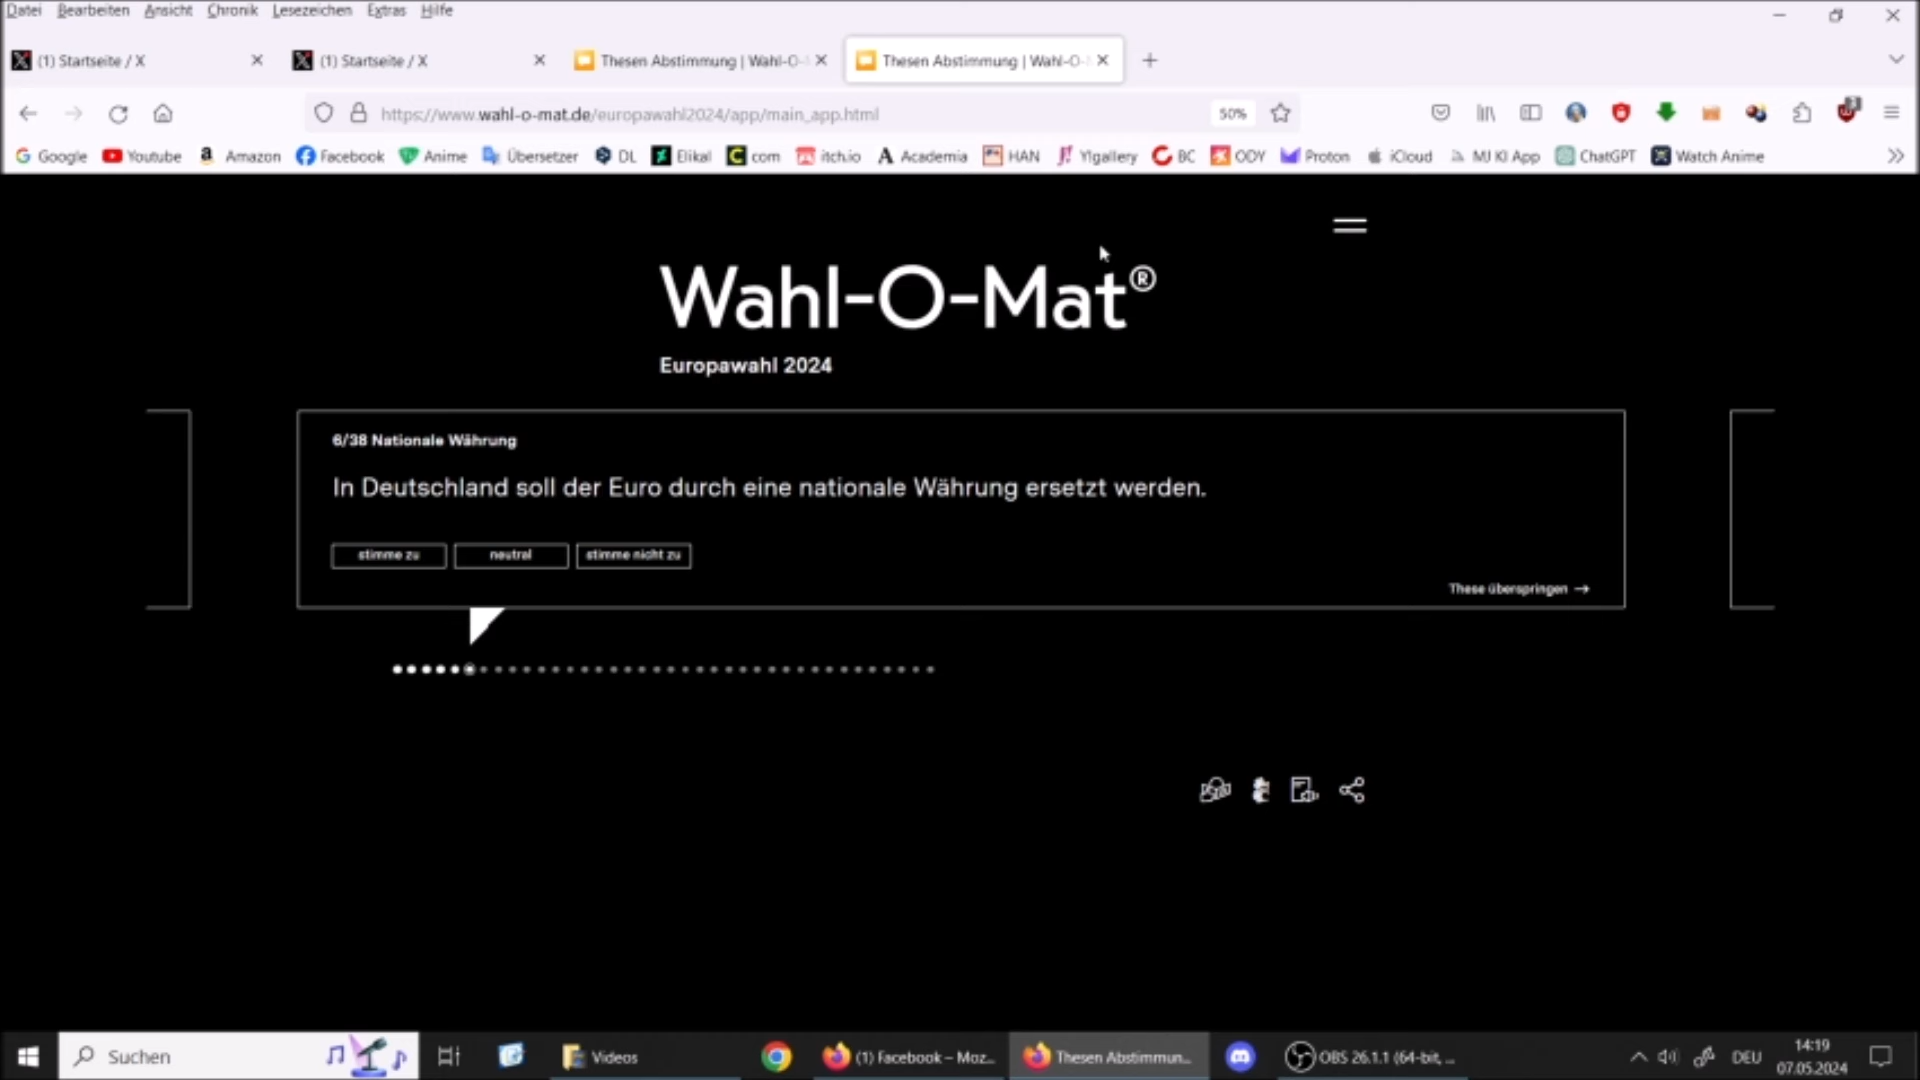 Datei Bearbeiten Ansicht Chronik Lesezeichen Extras Hilfe
(1) Startseite / X
(1) Startseite / X
Thesen Abstimmung | Wahl-O-
Thesen Abstimmung | Wahl-O-
https://www.wahl-o-mat.de/europawahl2024/app/main_app.html
50%
Google Youtube Amazon Facebook Anime Übersetzer DL Elikal com itch.io Academia HAN Y!gallery BC ODY Proton iCloud MJ KI App ChatGPT Watch Anime
Wahl-O-Mat®
Europawahl 2024
6/38 Nationale Währung
In Deutschland soll der Euro durch eine nationale Währung ersetzt werden.
stimme zu
neutral
stimme nicht zu
These überspringen →
Suchen
Videos
(1) Facebook – Moz...
Thesen Abstimmun...
OBS 26.1.1 (64-bit, ...
DEU
14:19
07.05.2024